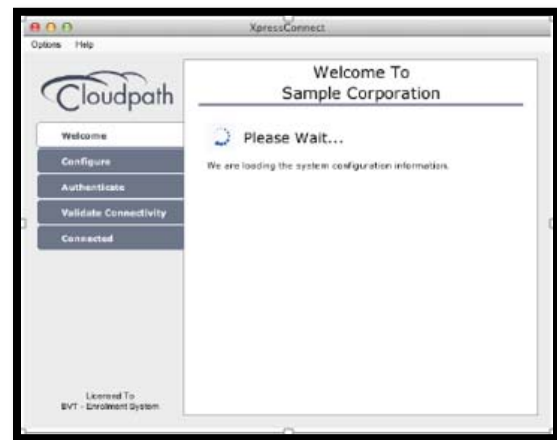 XpressConnect
Options Help
Cloudpath
Welcome
Configure
Authenticate
Validate Connectivity
Connected
Licensed To
BVT - Enrolment System
Welcome To
Sample Corporation
Please Wait...
We are loading the system configuration information.